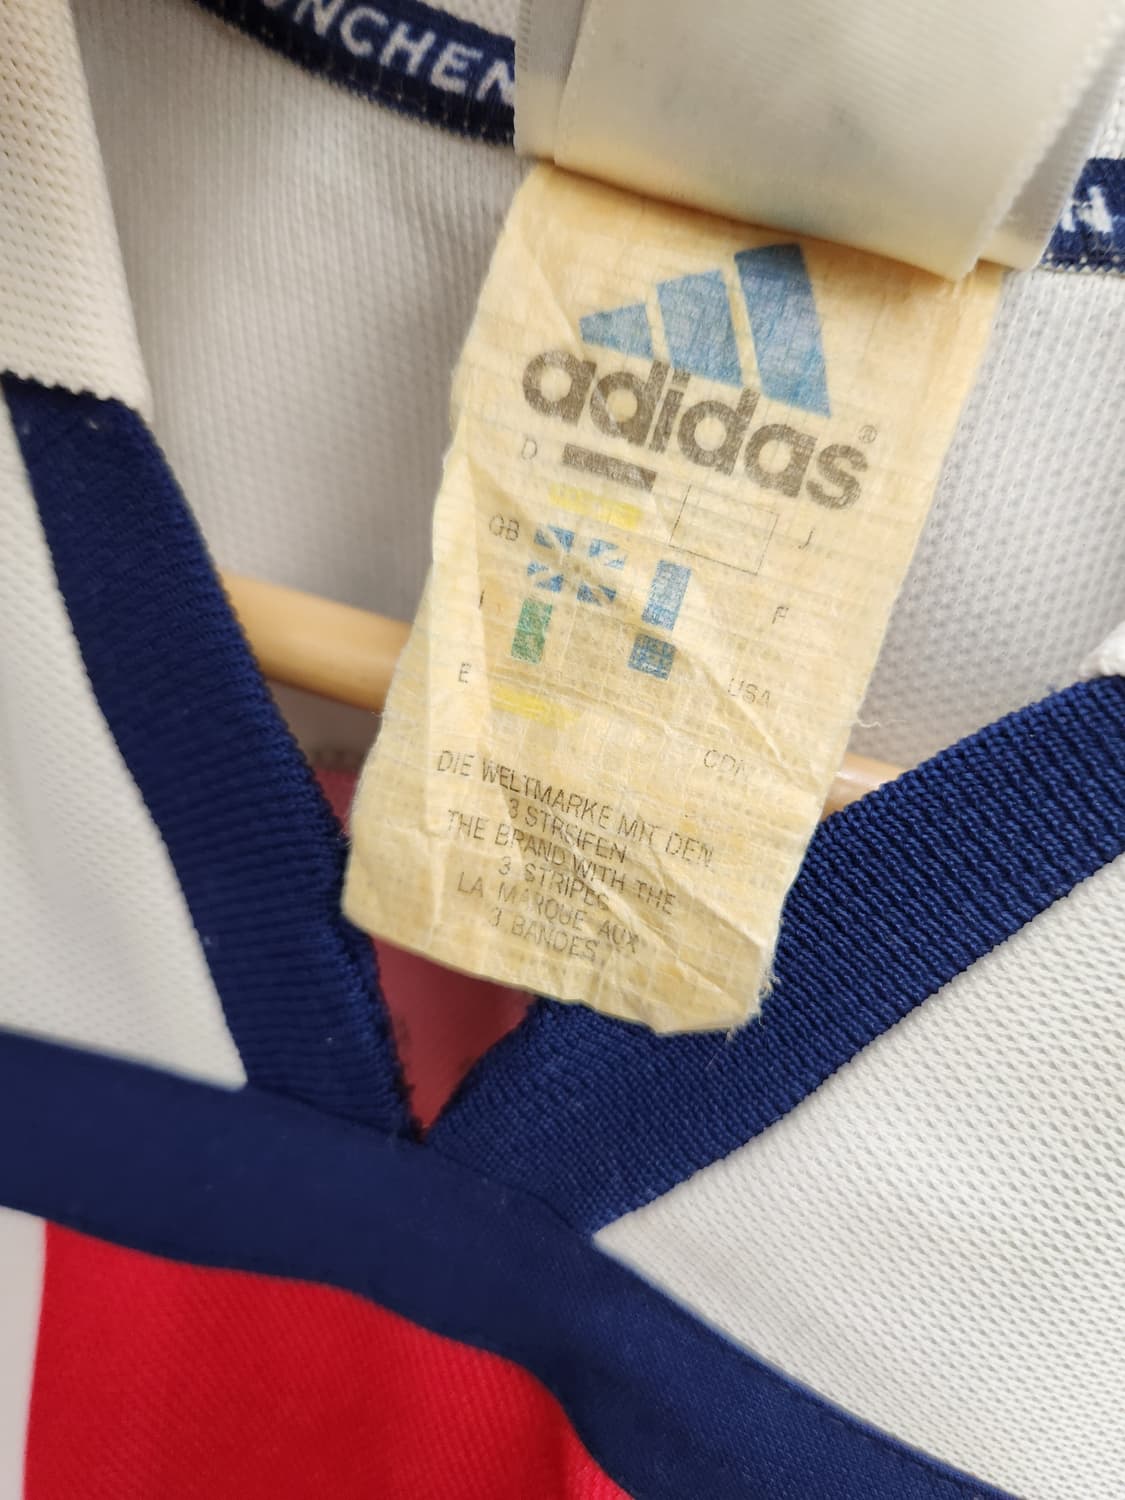 adidas®
D
GB
J
F
E
USA
CDN
DIE WELTMARKE MIT DEN
3 STREIFEN
THE BRAND WITH THE
3 STRIPES
LA MARQUE AUX
3 BANDES